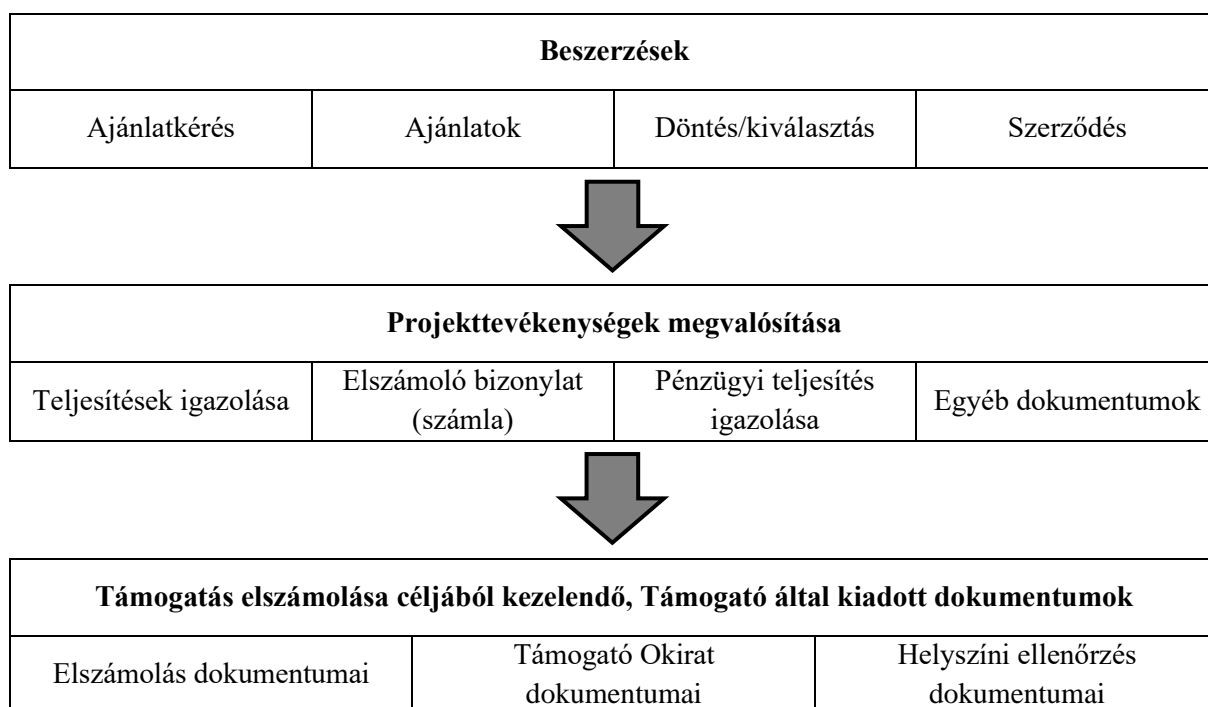 Beszerzések
Ajánlatkérés
Ajánlatok
Döntés/kiválasztás
Szerződés
Projekttevékenységek megvalósítása
Teljesítések igazolása
Elszámoló bizonylat
(számla)
Pénzügyi teljesítés
igazolása
Egyéb dokumentumok
Támogatás elszámolása céljából kezelendő, Támogató által kiadott dokumentumok
Elszámolás dokumentumai
Támogató Okirat
dokumentumai
Helyszíni ellenőrzés
dokumentumai